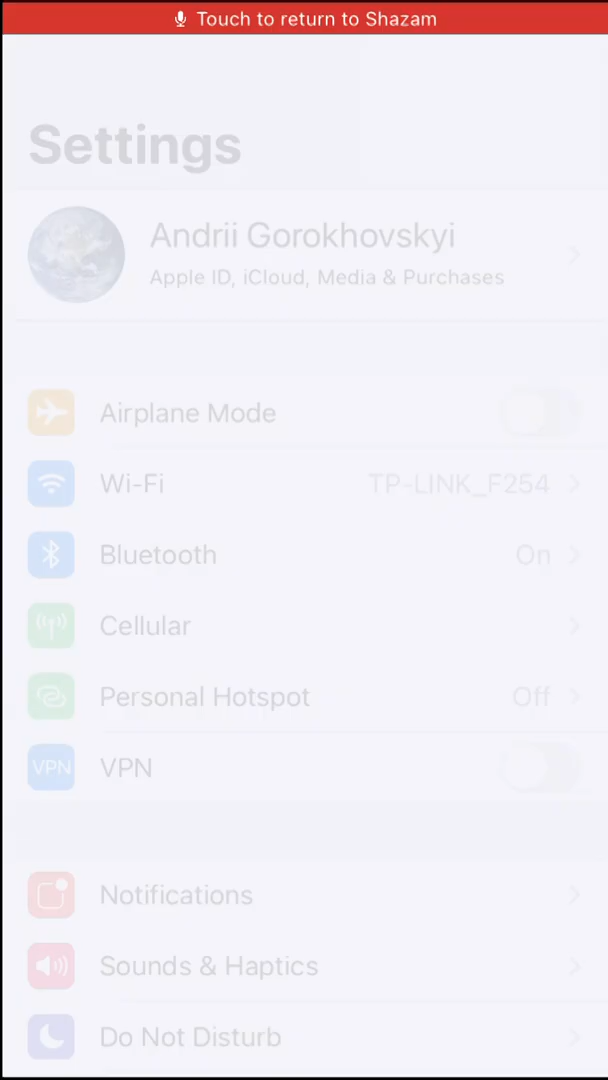 Touch to return to Shazam
Settings
Andrii Gorokhovskyi
Apple ID, iCloud, Media & Purchases
Airplane Mode
Wi-Fi TP-LINK_F254
Bluetooth On
Cellular
Personal Hotspot Off
VPN VPN
Notifications
Sounds & Haptics
Do Not Disturb